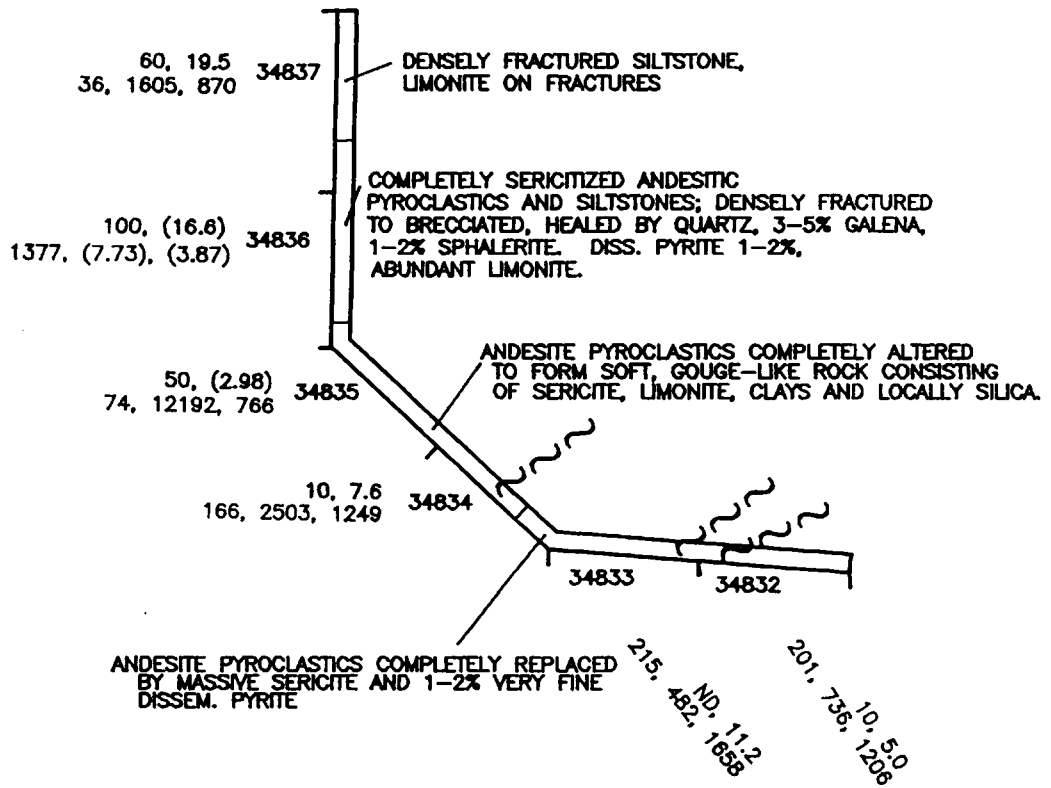 60, 19.5
36, 1605, 870
34837
DENSELY FRACTURED SILTSTONE,
LIMONITE ON FRACTURES
100, (16.6)
1377, (7.73), (3.87)
34836
COMPLETELY SERICITIZED ANDESITIC
PYROCLASTICS AND SILTSTONES; DENSELY FRACTURED
TO BRECCIATED, HEALED BY QUARTZ, 3-5% GALENA,
1-2% SPHALERITE. DISS. PYRITE 1-2%,
ABUNDANT LIMONITE.
50, (2.98)
74, 12192, 766
34835
ANDESITE PYROCLASTICS COMPLETELY ALTERED
TO FORM SOFT, GOUGE-LIKE ROCK CONSISTING
OF SERICITE, LIMONITE, CLAYS AND LOCALLY SILICA.
10, 7.6
166, 2503, 1249
34834
34833
34832
ANDESITE PYROCLASTICS COMPLETELY REPLACED
BY MASSIVE SERICITE AND 1-2% VERY FINE
DISSEM. PYRITE
ND, 11.2
215, 482, 1658
10, 5.0
201, 736, 1206